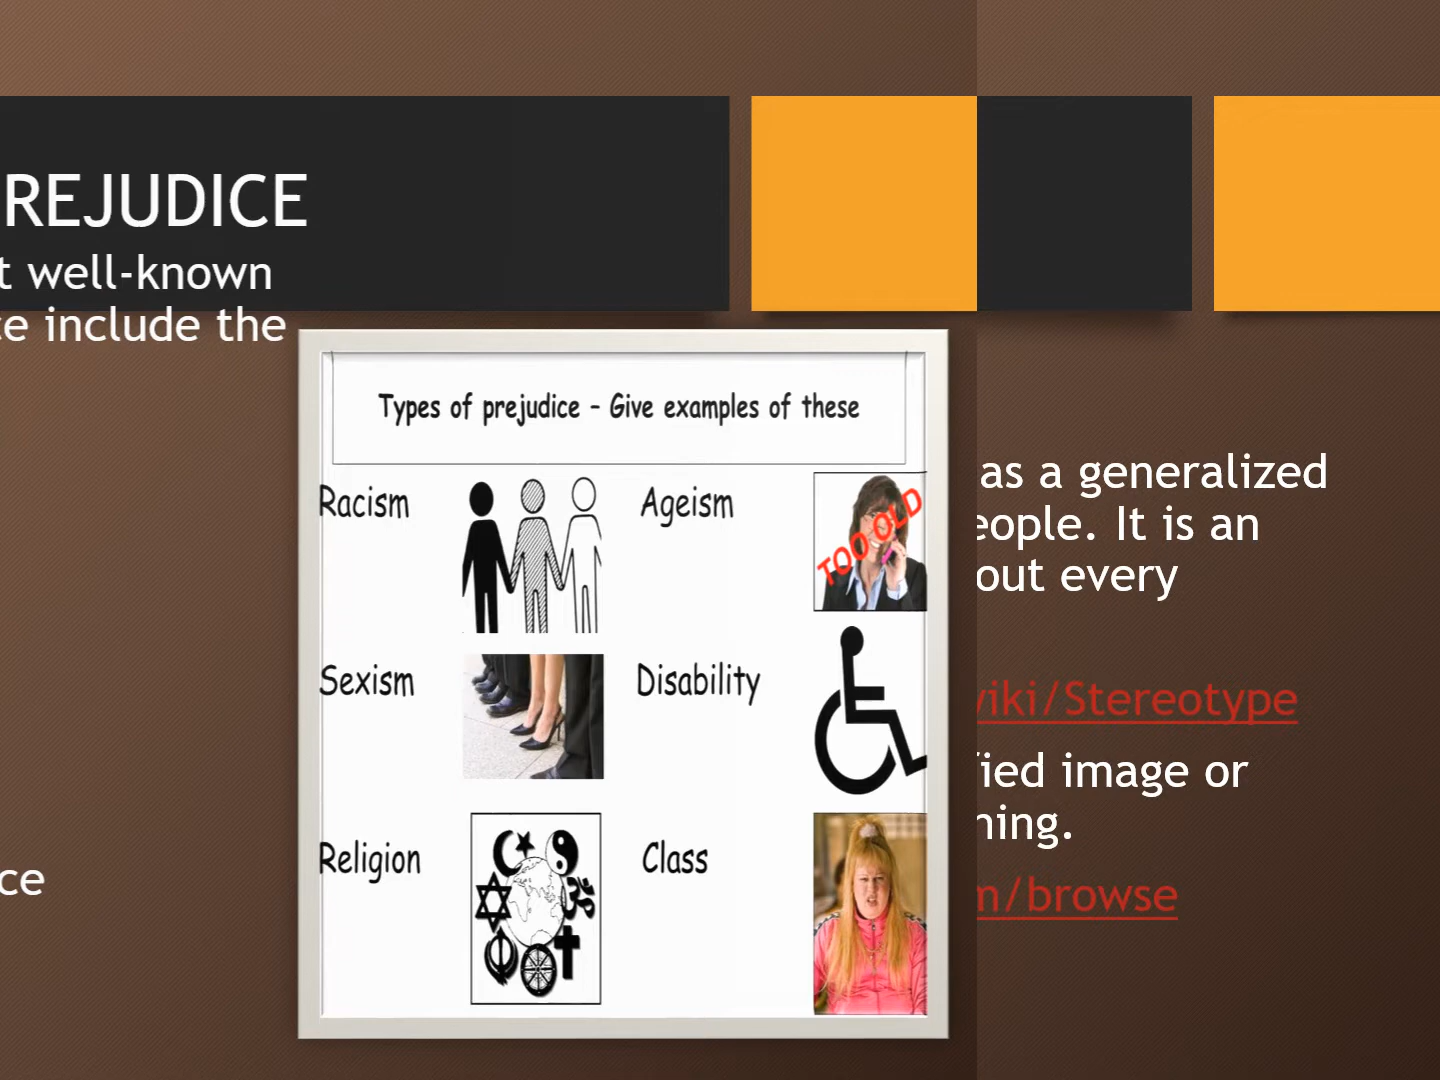 REJUDICE
well-known
include the
Types of prejudice - Give examples of these
Racism
Ageism
TOO OLD
Sexism
Disability
Religion
Class
as a generalized
eople. It is an
out every
wiki/Stereotype
ied image or
ning.
m/browse
ce